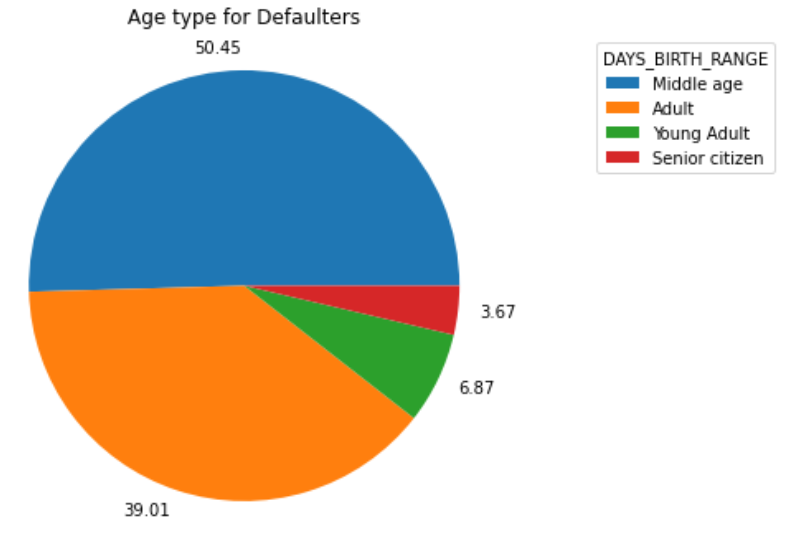 Age type for Defaulters
50.45
DAYS_BIRTH_RANGE
Middle age
Adult
Young Adult
Senior citizen
3.67
6.87
39.01